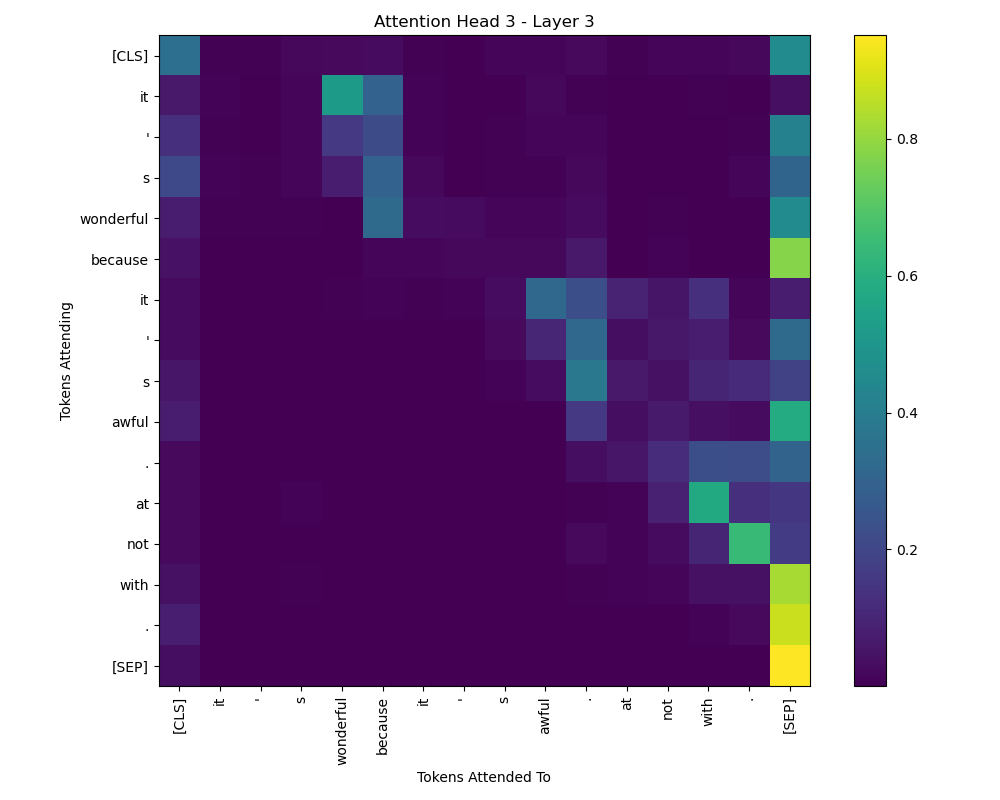 Attention Head 3 - Layer 3
Tokens Attending
[CLS]
it
'
s
wonderful
because
it
'
s
awful
.
at
not
with
.
[SEP]
[CLS]
it
'
s
wonderful
because
it
'
s
awful
.
at
not
with
.
[SEP]
Tokens Attended To
0.8
0.6
0.4
0.2